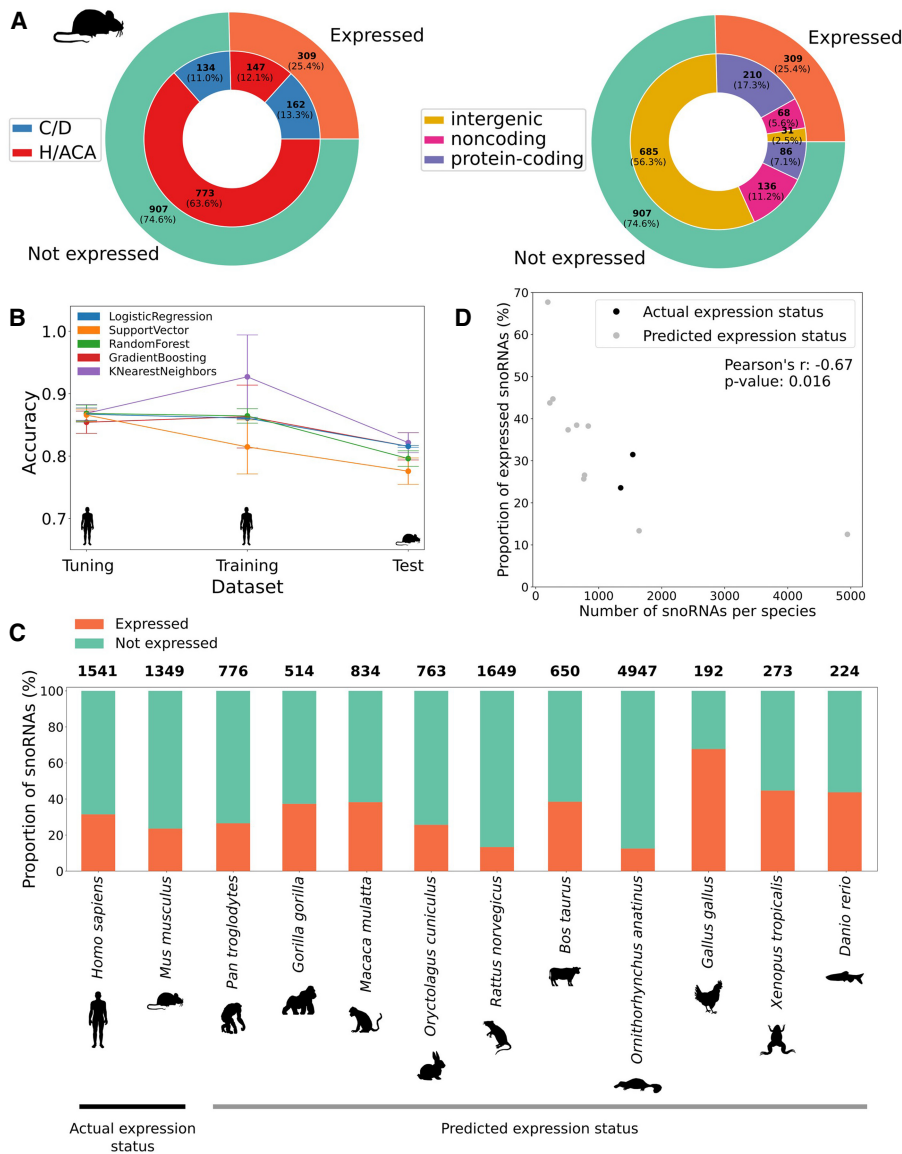 A
Expressed
309
(25.4%)
134
(11.0%)
147
(12.1%)
162
(13.3%)
C/D
H/ACA
773
(63.6%)
907
(74.6%)
Not expressed
Expressed
309
(25.4%)
210
(17.3%)
68
(5.6%)
31
(2.5%)
86
(7.1%)
intergenic
noncoding
protein-coding
685
(56.3%)
136
(11.2%)
907
(74.6%)
Not expressed
B
LogisticRegression
SupportVector
RandomForest
GradientBoosting
KNearestNeighbors
Accuracy
1.0
0.9
0.8
0.7
Tuning
Training
Test
Dataset
D
Proportion of expressed snoRNAs (%)
70
60
50
40
30
20
10
0
Actual expression status
Predicted expression status
Pearson's r: -0.67
p-value: 0.016
0 1000 2000 3000 4000 5000
Number of snoRNAs per species
C
Expressed
Not expressed
1541 1349 776 514 834 763 1649 650 4947 192 273 224
Proportion of snoRNAs (%)
100
80
60
40
20
0
Homo sapiens
Mus musculus
Pan troglodytes
Gorilla gorilla
Macaca mulatta
Oryctolagus cuniculus
Rattus norvegicus
Bos taurus
Ornithorhynchus anatinus
Gallus gallus
Xenopus tropicalis
Danio rerio
Actual expression
status
Predicted expression status